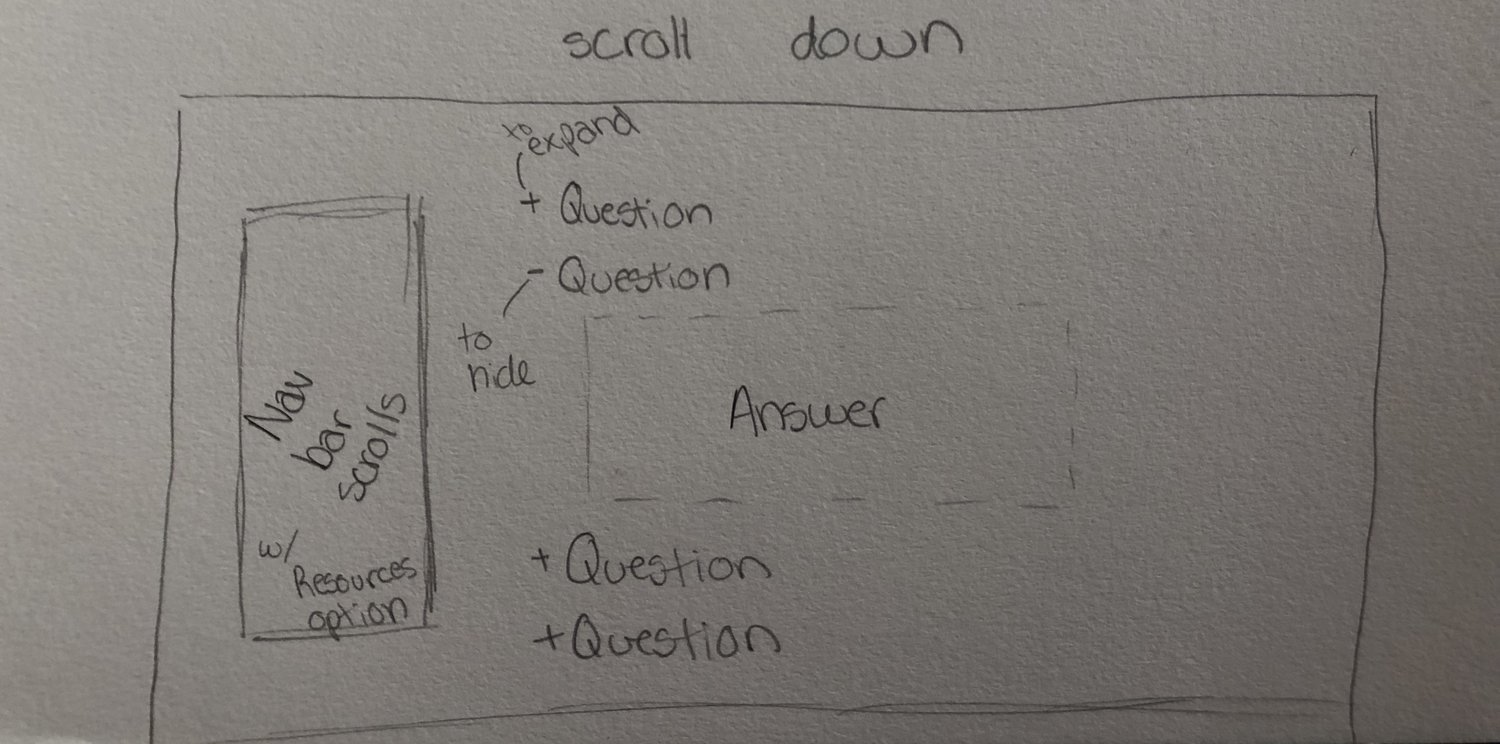 scroll down
to
expand
+ Question
- Question
to
hide
Answer
Nav
bar
scrolls
w/
Resources
option
+ Question
+ Question